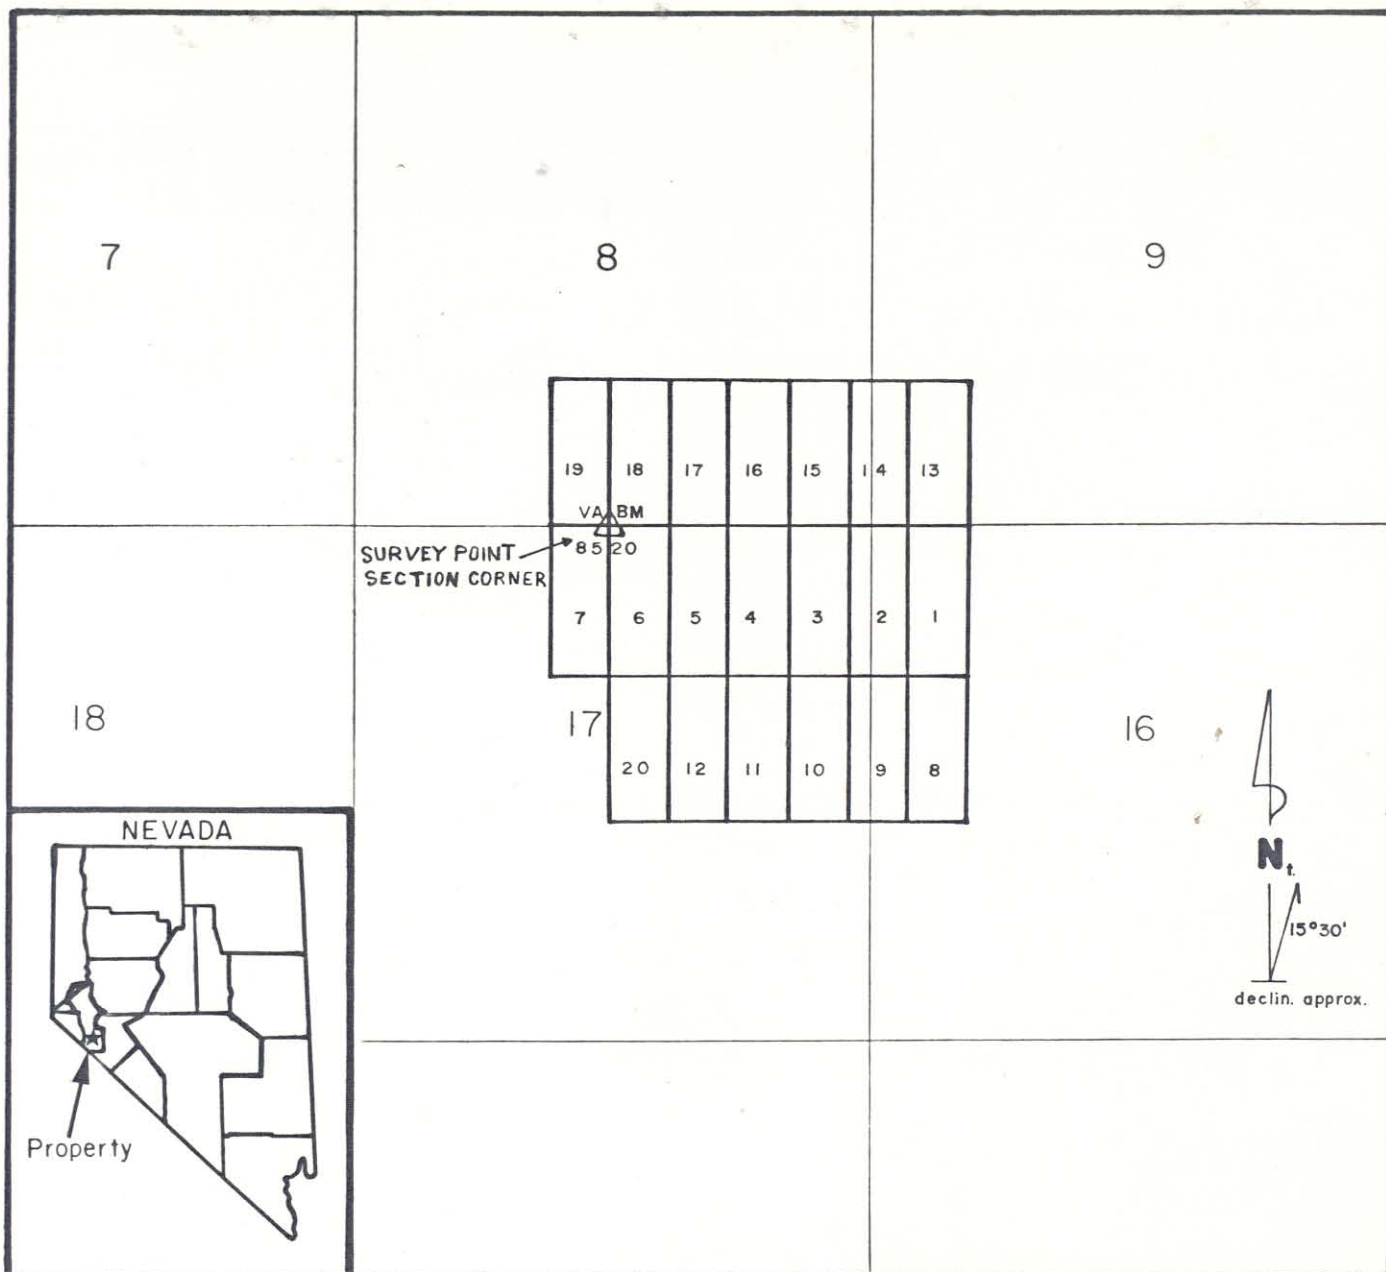 7
8
9
19 18 17 16 15 14 13
VA BM
8520
SURVEY POINT
SECTION CORNER
7 6 5 4 3 2 1
18
17
16
20 12 11 10 9 8
NEVADA
Property
N t.
15°30'
declin. approx.